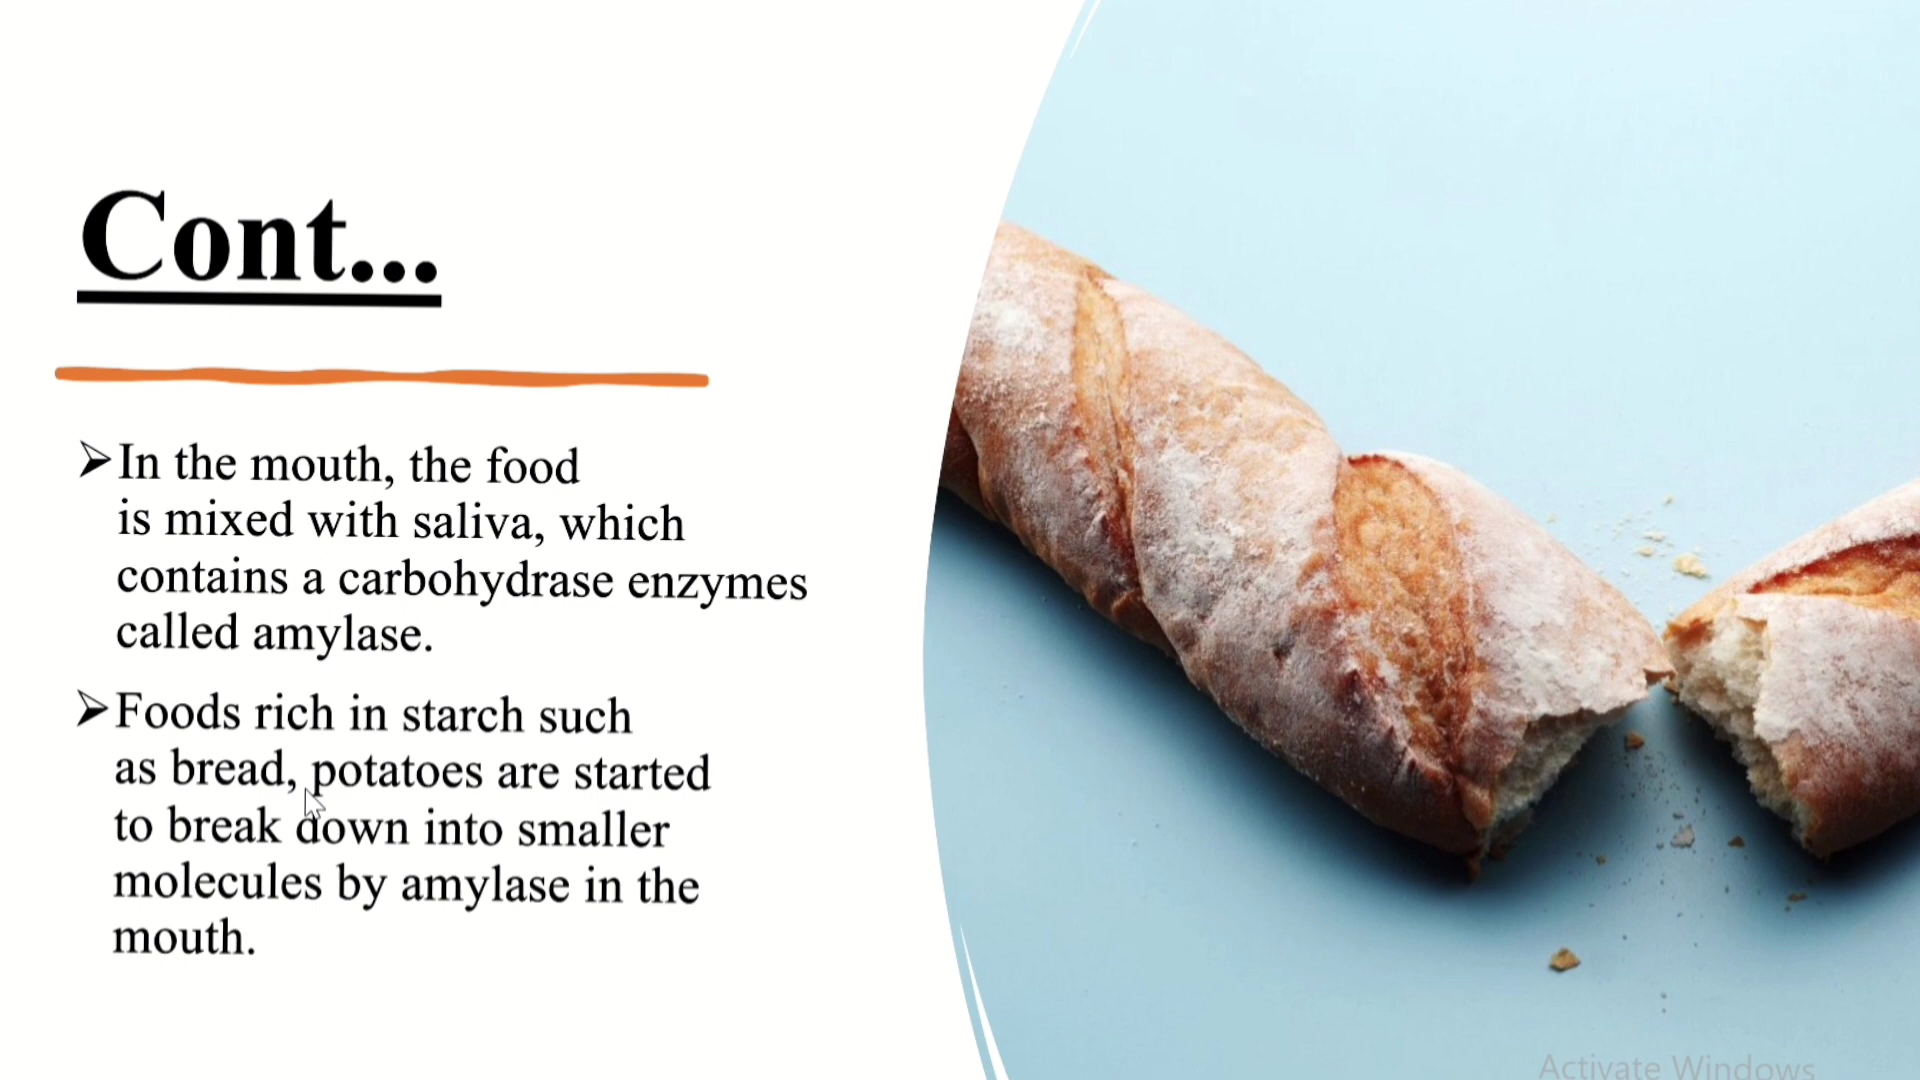 Cont...
➢In the mouth, the food
is mixed with saliva, which
contains a carbohydrase enzymes
called amylase.
➢Foods rich in starch such
as bread, potatoes are started
to break down into smaller
molecules by amylase in the
mouth.
Activate Windows